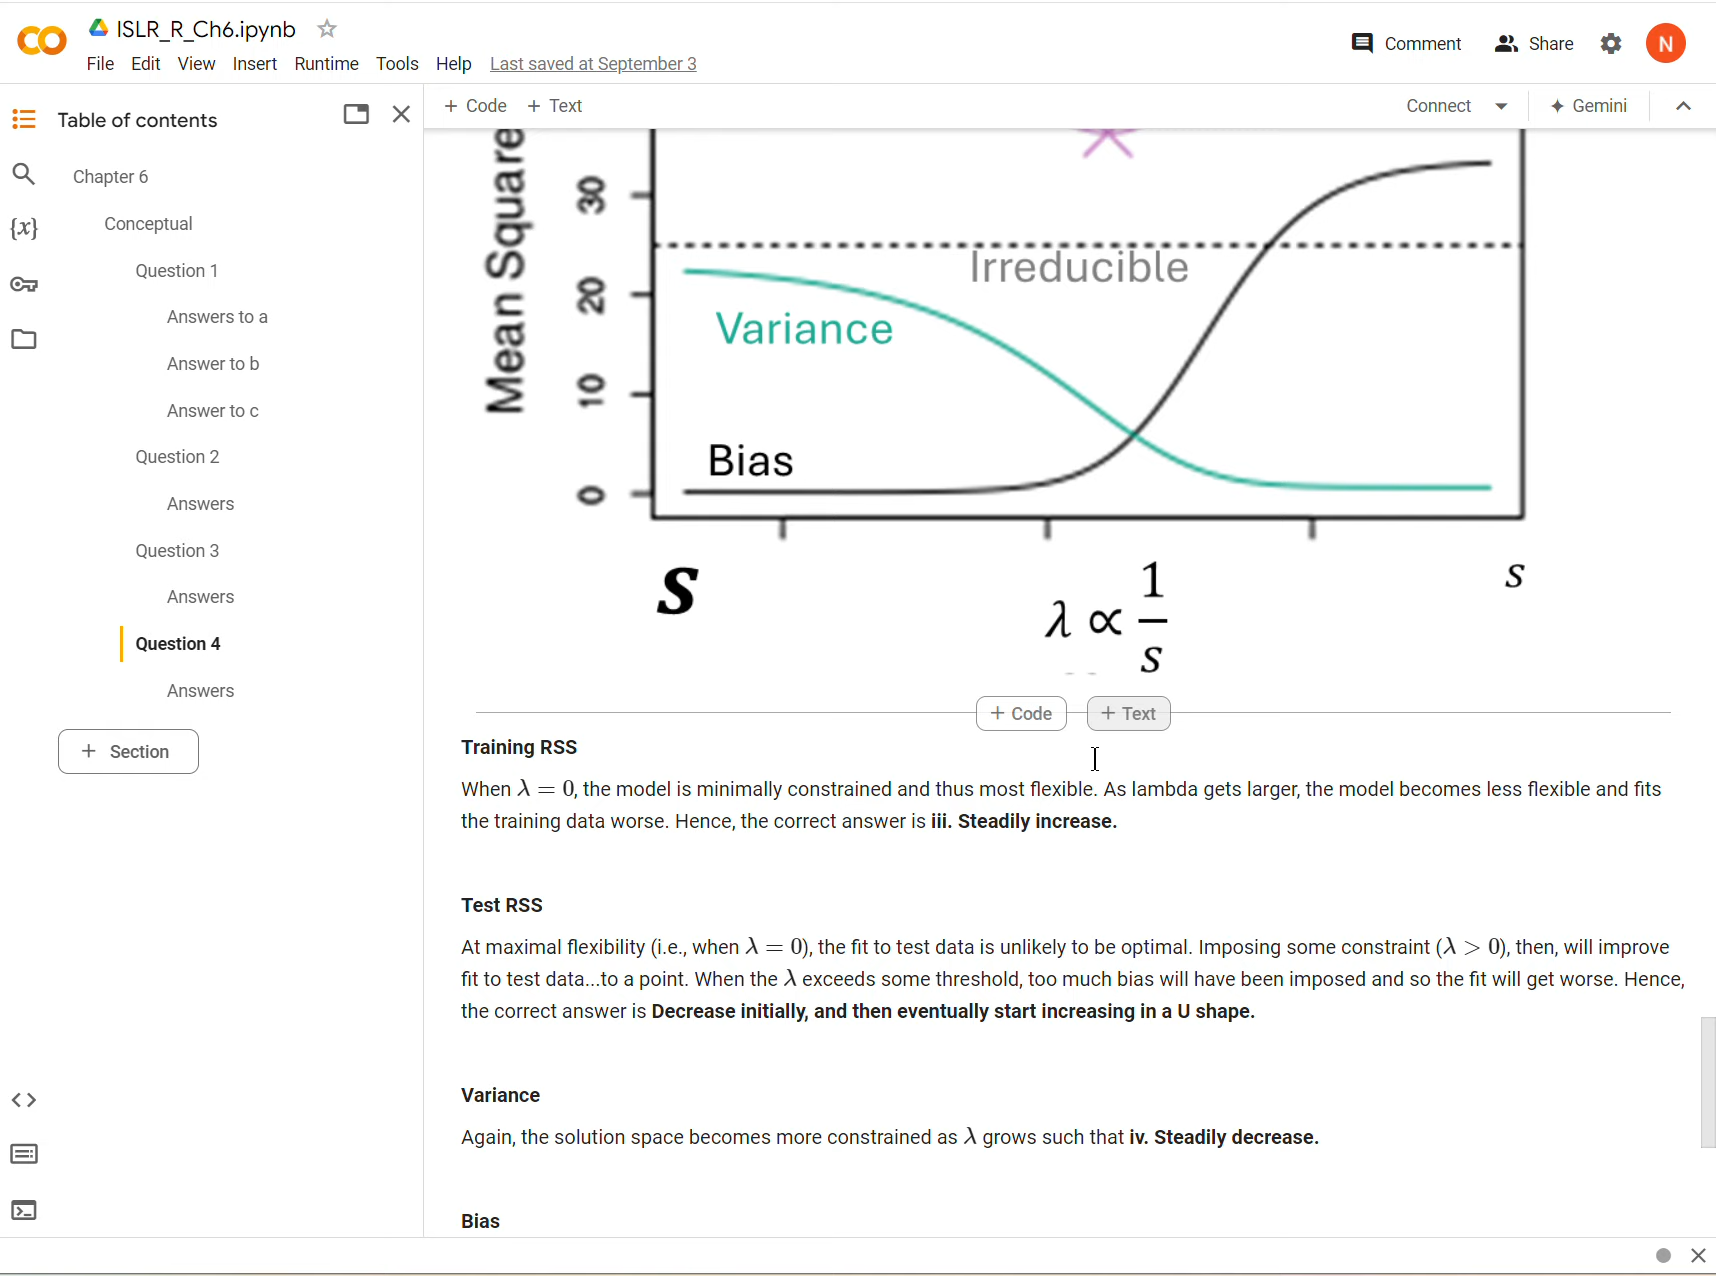 ISLR_R_Ch6.ipynb
File Edit View Insert Runtime Tools Help Last saved at September 3
Comment Share N
Table of contents
+ Code + Text
Connect Gemini
Chapter 6
Conceptual
Question 1
Answers to a
Answer to b
Answer to c
Question 2
Answers
Question 3
Answers
Question 4
Answers
+ Section
{x}
Mean Square
30
20
10
0
Irreducible
Variance
Bias
s
λ ∝ 1/s
s
+ Code + Text
Training RSS
When λ = 0, the model is minimally constrained and thus most flexible. As lambda gets larger, the model becomes less flexible and fits
the training data worse. Hence, the correct answer is iii. Steadily increase.
Test RSS
At maximal flexibility (i.e., when λ = 0), the fit to test data is unlikely to be optimal. Imposing some constraint (λ > 0), then, will improve
fit to test data...to a point. When the λ exceeds some threshold, too much bias will have been imposed and so the fit will get worse. Hence,
the correct answer is Decrease initially, and then eventually start increasing in a U shape.
Variance
Again, the solution space becomes more constrained as λ grows such that iv. Steadily decrease.
Bias